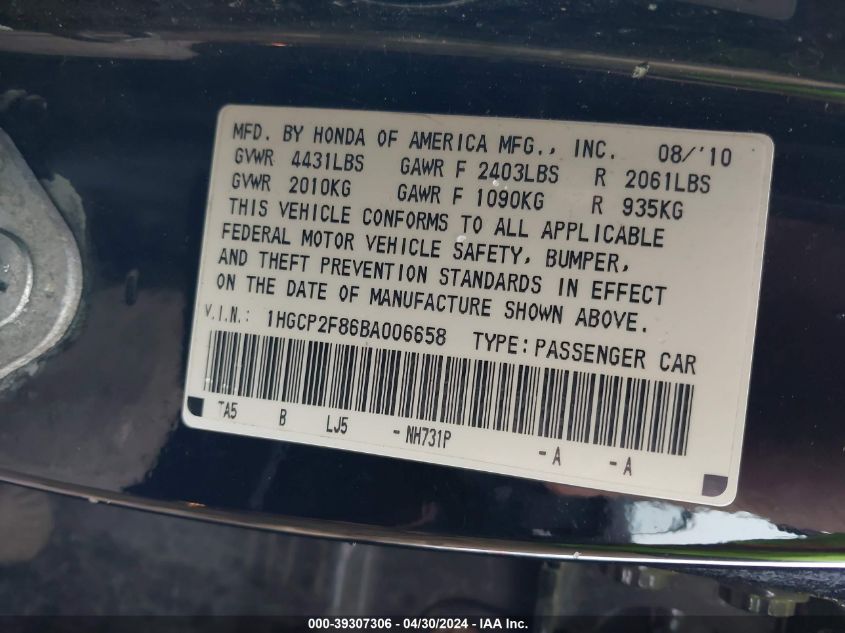 MFD. BY HONDA OF AMERICA MFG., INC. 08/'10
GVWR 4431LBS GAWR F 2403LBS R 2061LBS
GVWR 2010KG GAWR F 1090KG R 935KG
THIS VEHICLE CONFORMS TO ALL APPLICABLE
FEDERAL MOTOR VEHICLE SAFETY, BUMPER,
AND THEFT PREVENTION STANDARDS IN EFFECT
ON THE DATE OF MANUFACTURE SHOWN ABOVE.
V.I.N.: 1HGCP2F86BA006658 TYPE: PASSENGER CAR
TA5 B LJ5 - NH731P - A - A
000-39307306 - 04/30/2024 - IAA Inc.